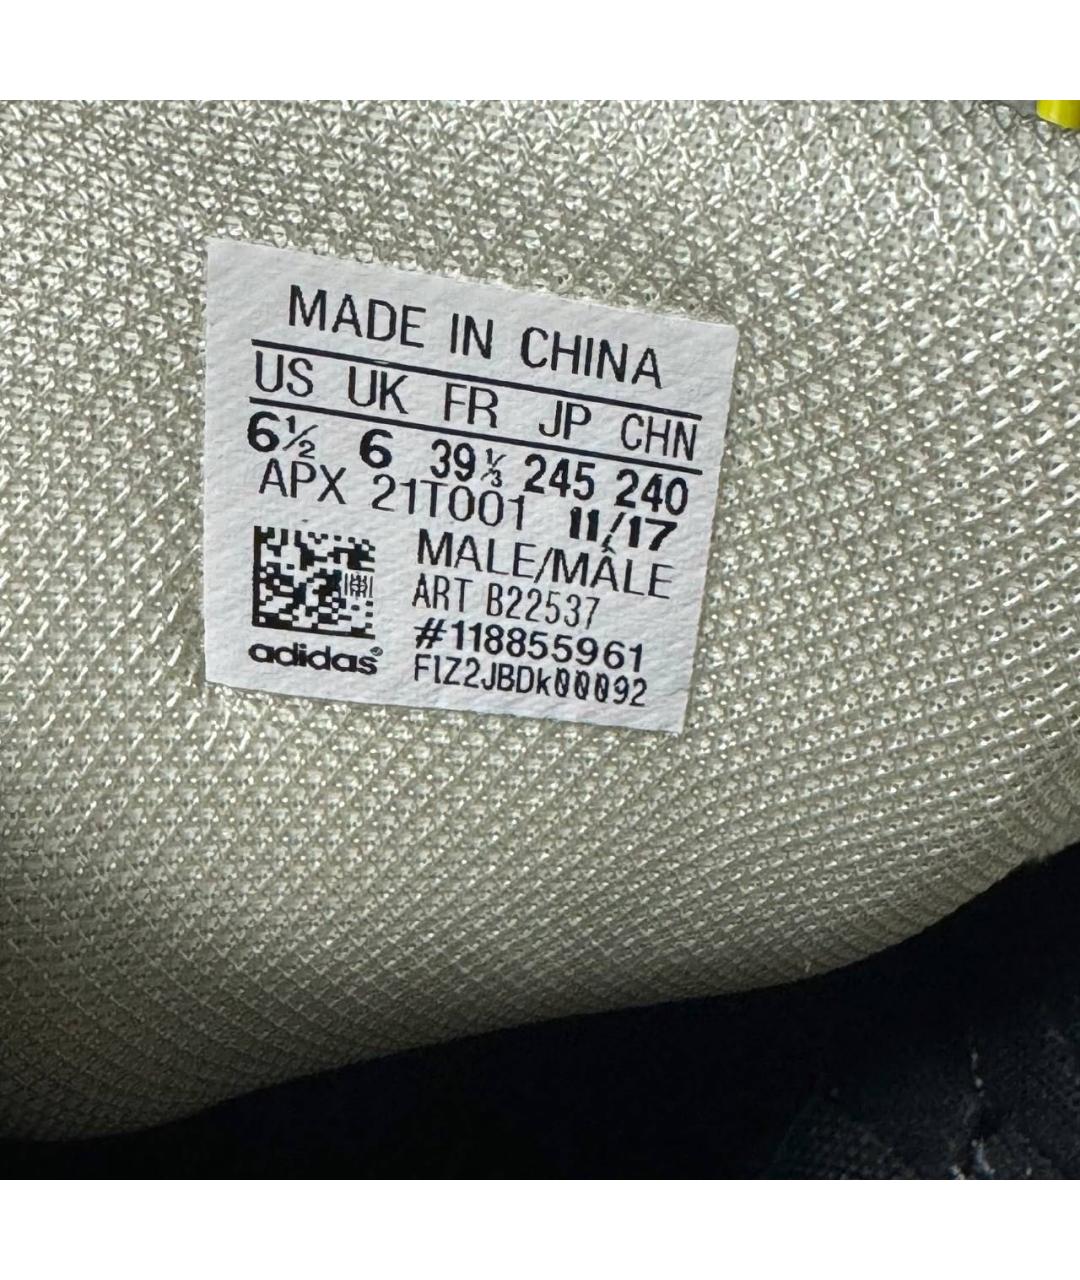 MADE IN CHINA
US UK FR JP CHN
6½ 6 39⅓ 245 240
APX 21T001 11/17
MALE/MÂLE
ART B22537
#118855961
adidas®
F1Z2JBDk00092